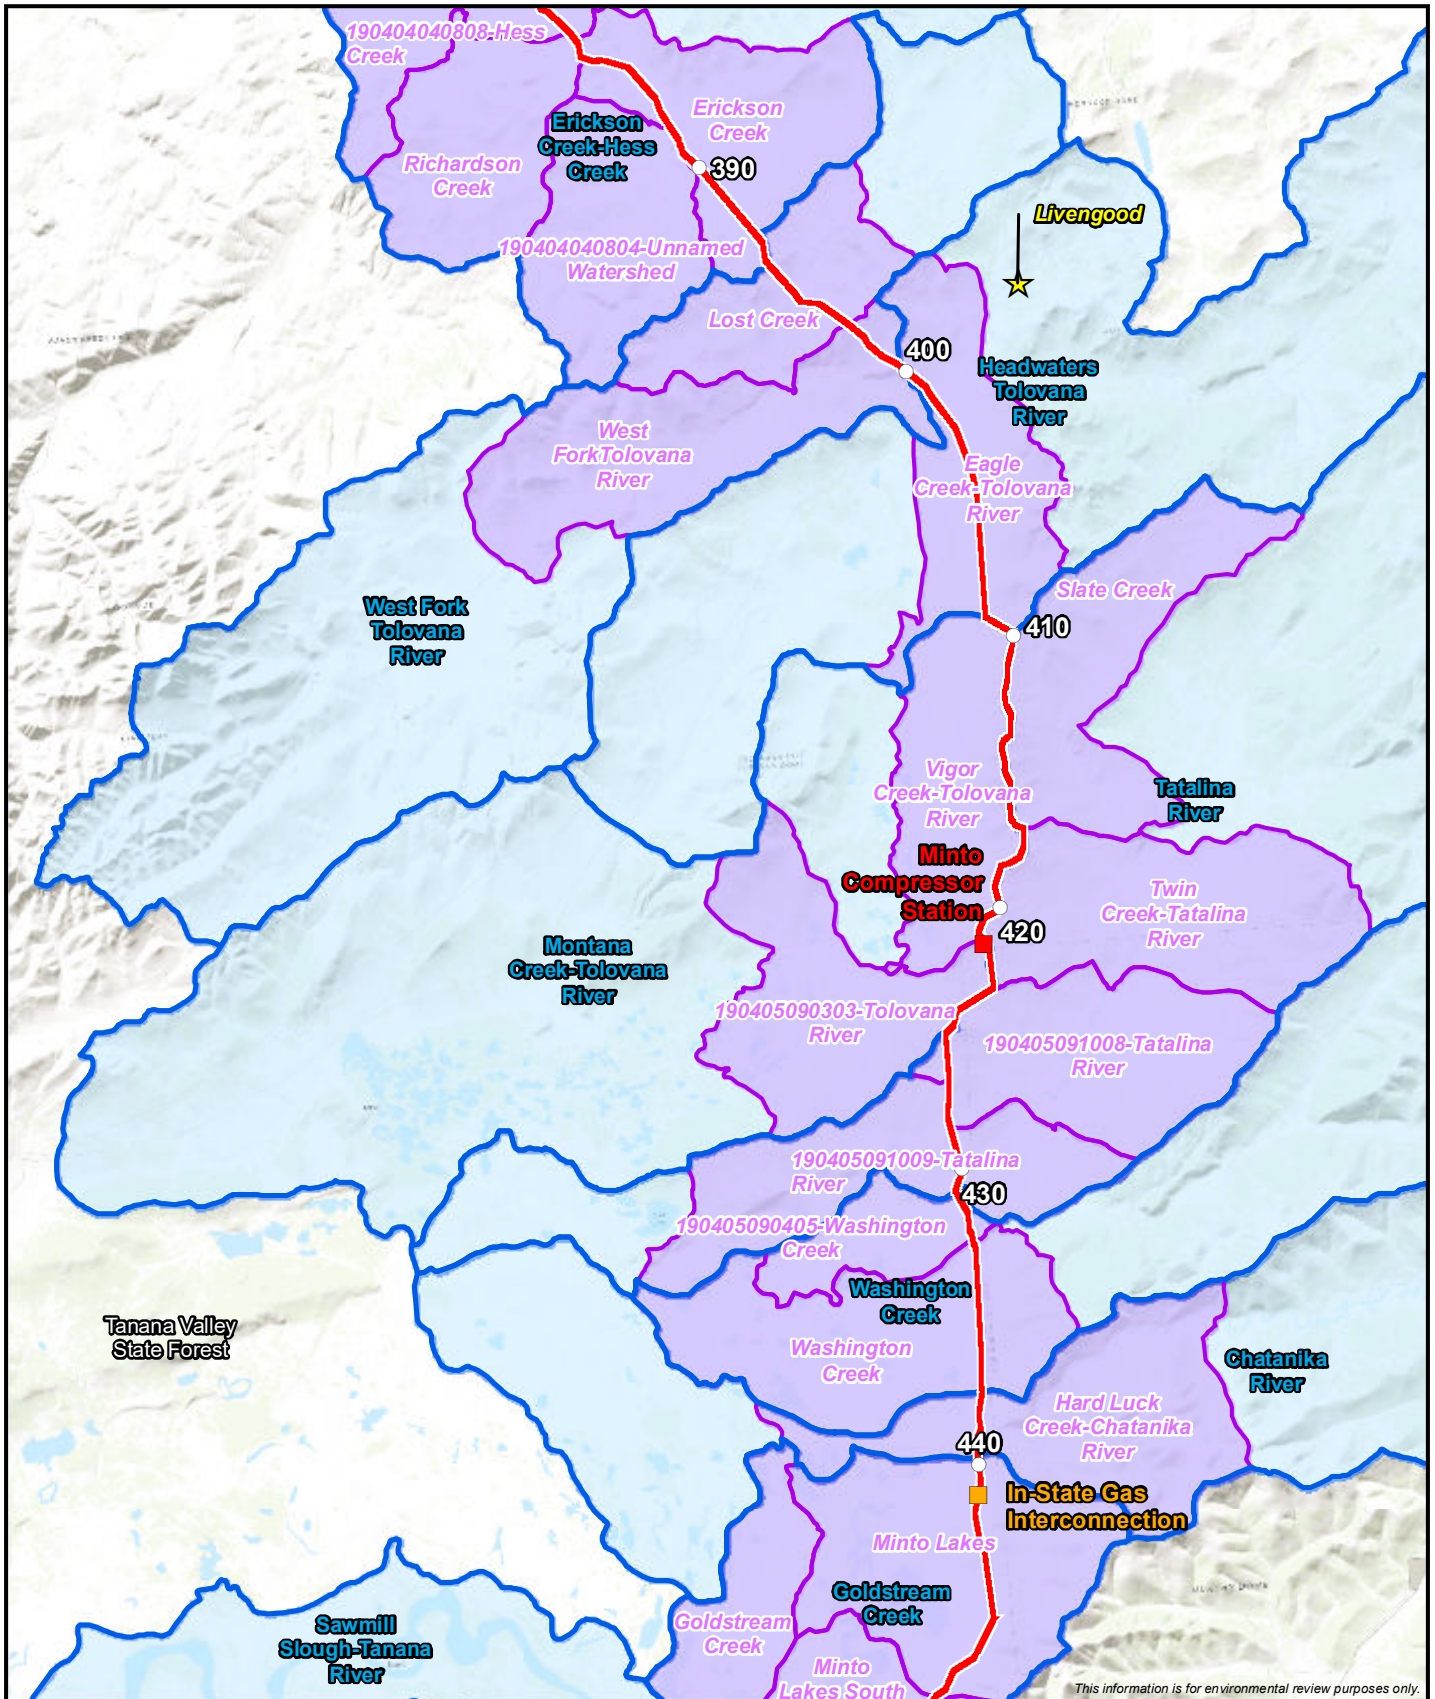 190404040808-Hess
Creek
Erickson
Creek
Erickson
Creek-Hess
Creek
Richardson
Creek
390
Livengood
190404040804-Unnamed
Watershed
Lost Creek
400
Headwaters
Tolovana
River
West
ForkTolovana
River
Eagle
Creek-Tolovana
River
Slate Creek
West Fork
Tolovana
River
410
Vigor
Creek-Tolovana
River
Tatalina
River
Minto
Compressor
Station
Twin
Creek-Tatalina
River
420
Montana
Creek-Tolovana
River
190405090303-Tolovana
River
190405091008-Tatalina
River
190405091009-Tatalina
River
430
190405090405-Washington
Creek
Washington
Creek
Tanana Valley
State Forest
Washington
Creek
Chatanika
River
Hard Luck
Creek-Chatanika
River
440
In-State Gas
Interconnection
Minto Lakes
Goldstream
Creek
Goldstream
Creek
Sawmill
Slough-Tanana
River
Minto
Lakes South
This information is for environmental review purposes only.